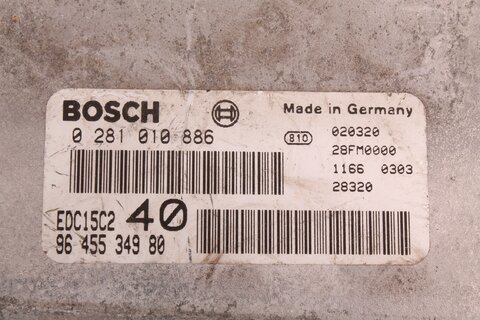 BOSCH
Made in Germany
0 281 010 886
810
020320
28FM0000
1166 0303
28320
EDC15C2 40
96 455 349 80